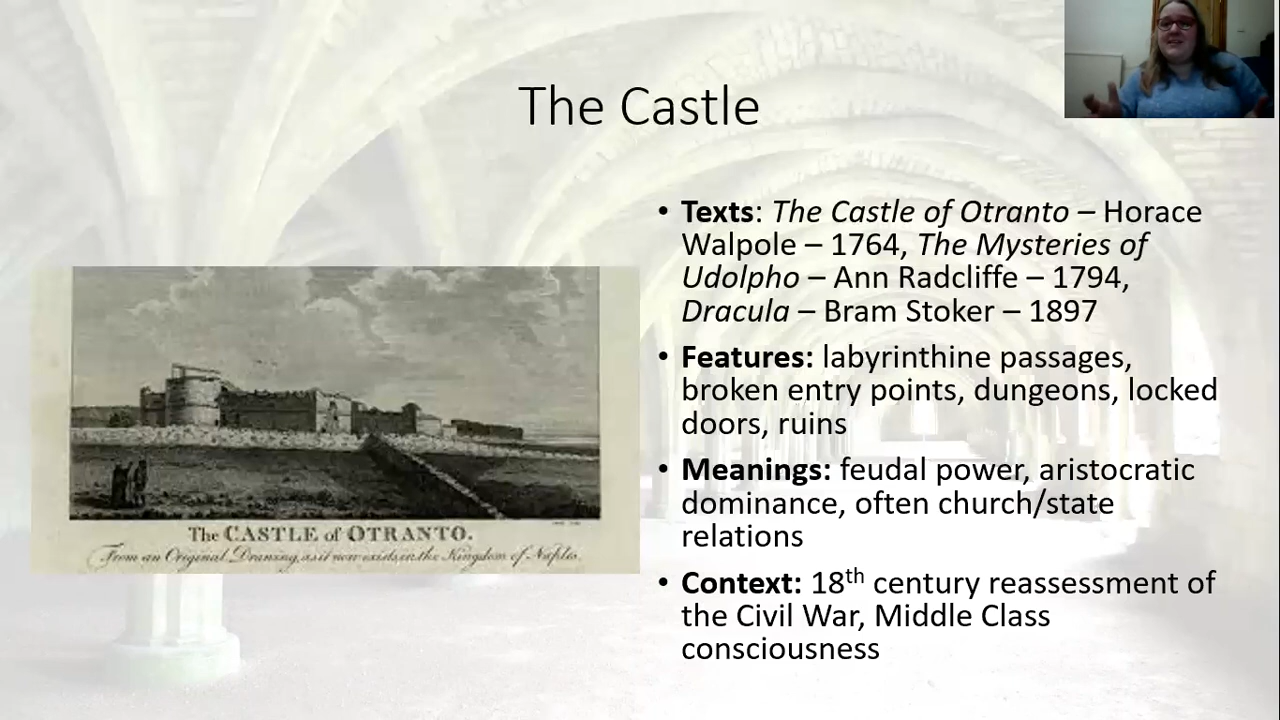 The Castle
• Texts: The Castle of Otranto – Horace
Walpole – 1764, The Mysteries of
Udolpho – Ann Radcliffe – 1794,
Dracula – Bram Stoker – 1897
• Features: labyrinthine passages,
broken entry points, dungeons, locked
doors, ruins
• Meanings: feudal power, aristocratic
dominance, often church/state
relations
• Context: 18th century reassessment of
the Civil War, Middle Class
consciousness
The CASTLE of OTRANTO.
From an Original Drawing, as it now exists, in the Kingdom of Naples.